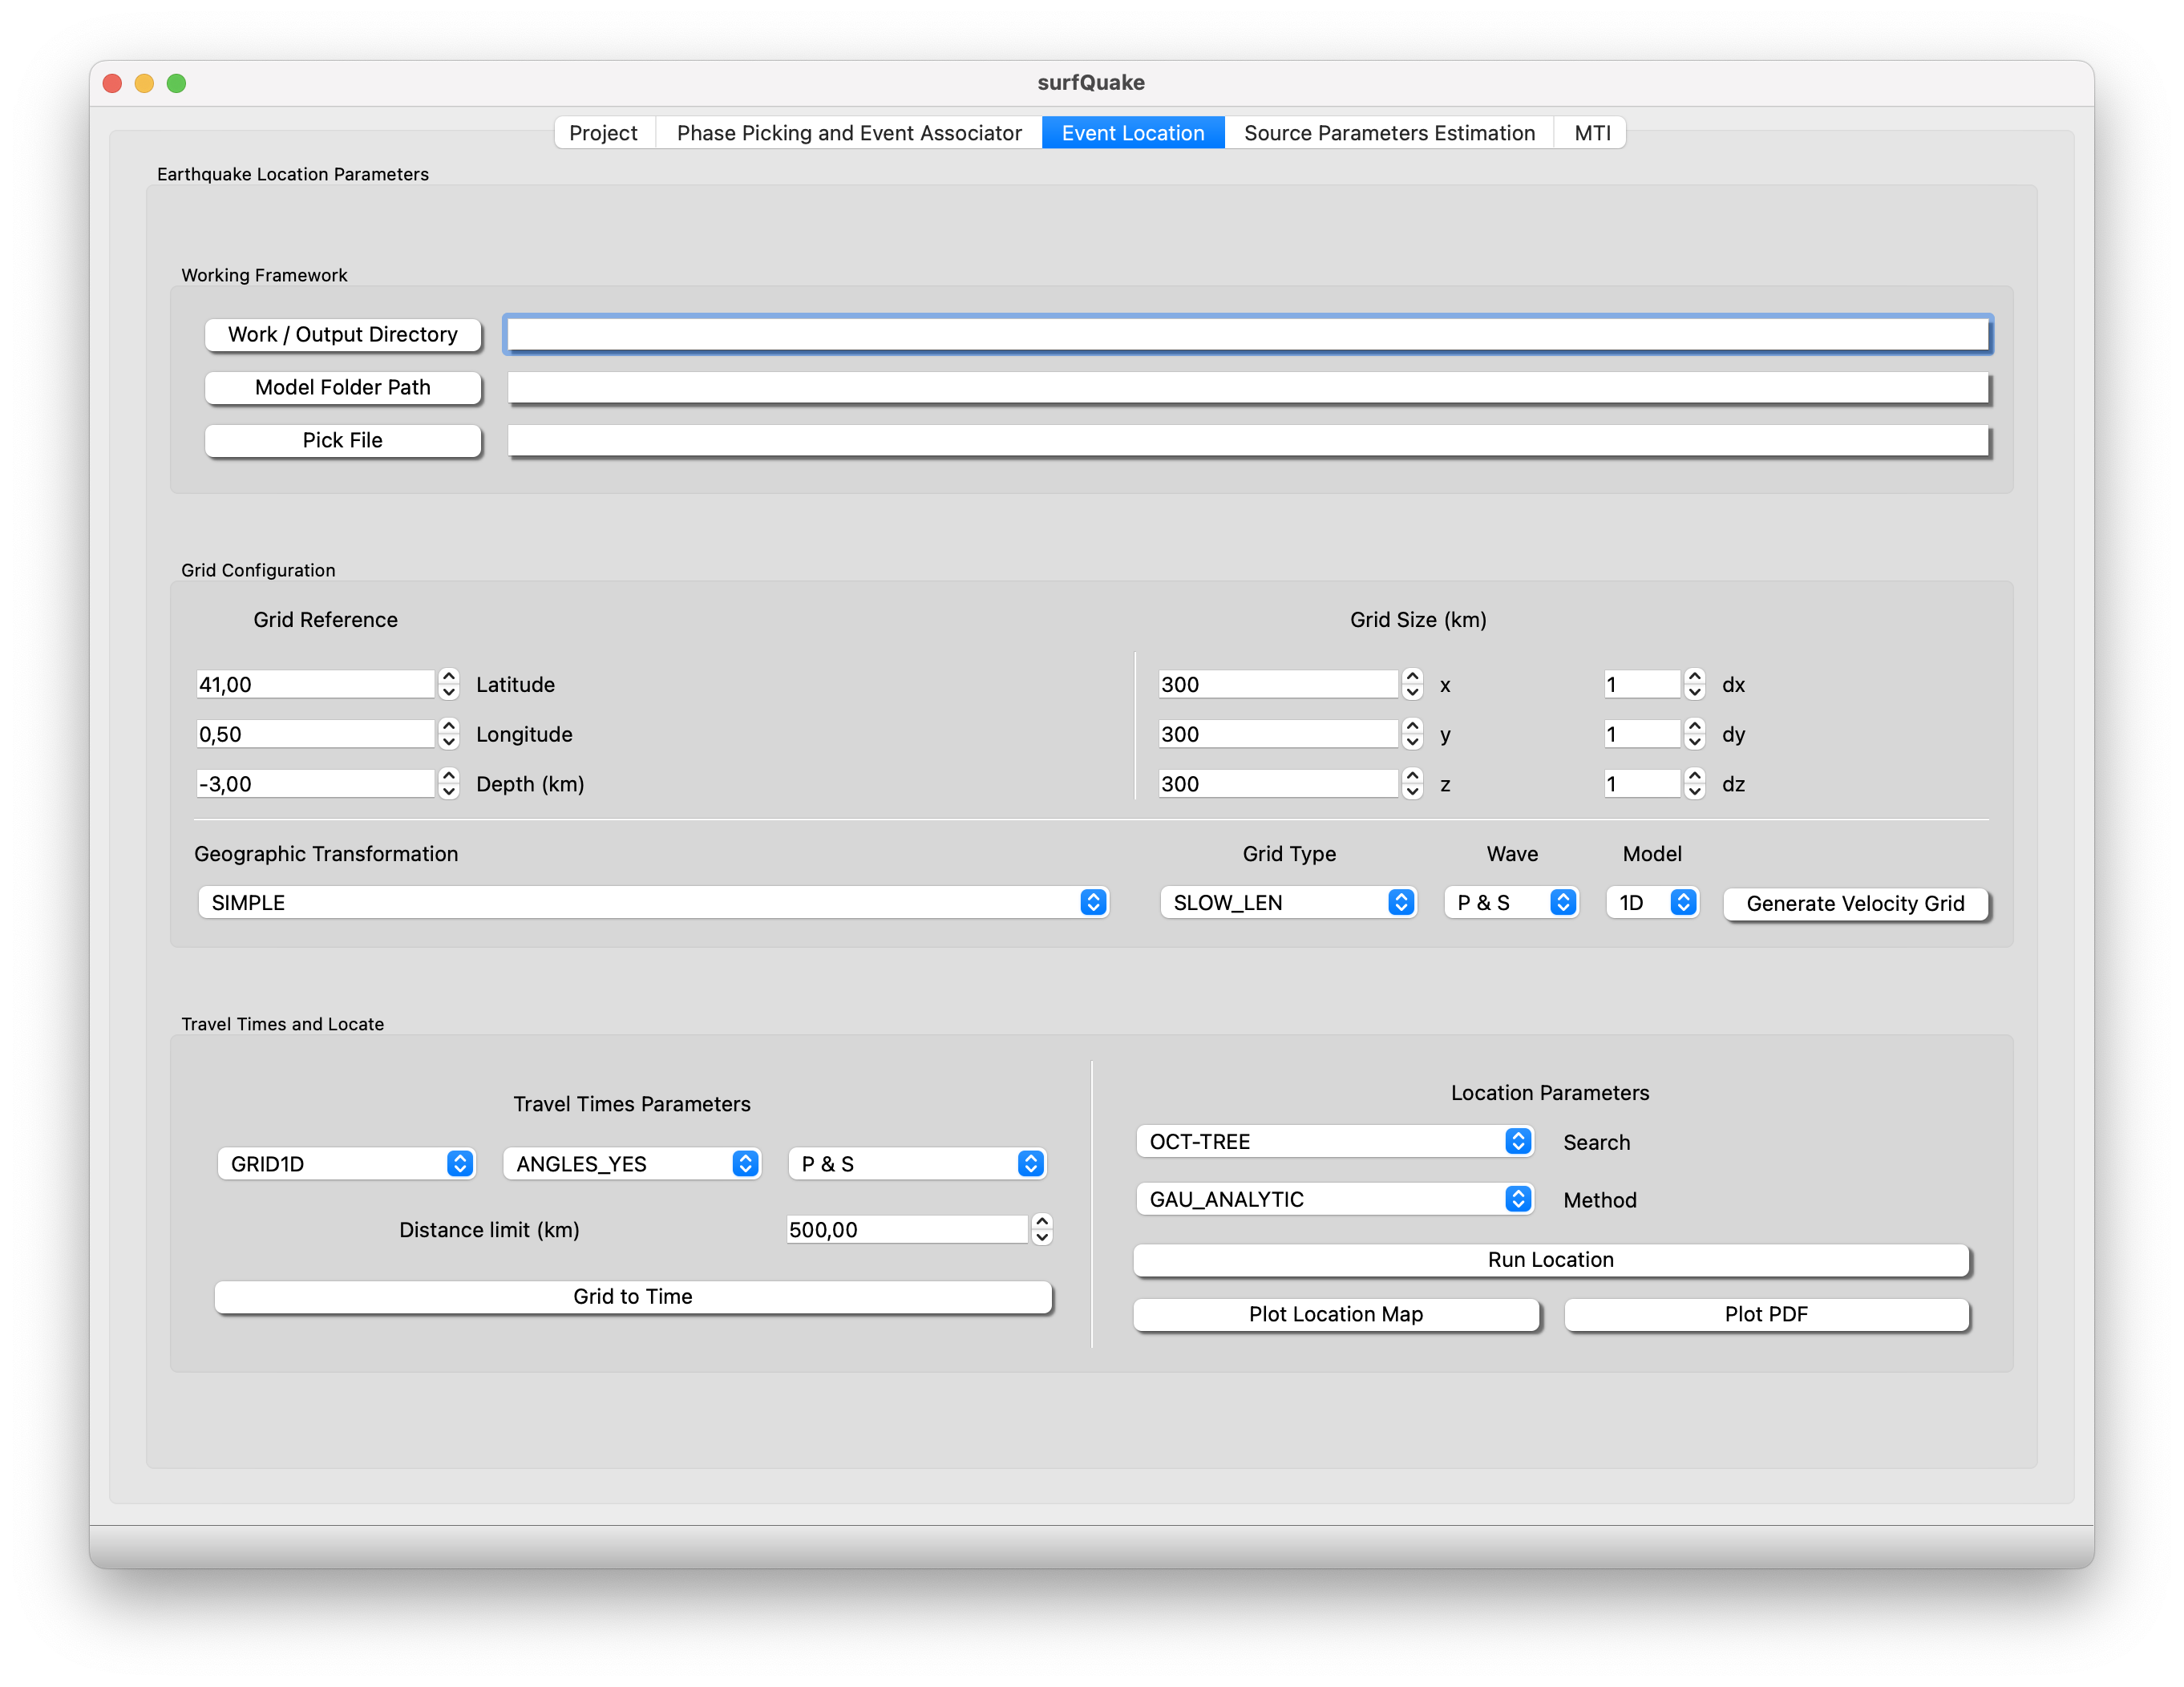 surfQuake
Project Phase Picking and Event Associator Event Location Source Parameters Estimation MTI
Earthquake Location Parameters
Working Framework
Work / Output Directory
Model Folder Path
Pick File
Grid Configuration
Grid Reference Grid Size (km)
41,00 Latitude 300 x 1 dx
0,50 Longitude 300 y 1 dy
-3,00 Depth (km) 300 z 1 dz
Geographic Transformation Grid Type Wave Model
SIMPLE SLOW_LEN P & S 1D Generate Velocity Grid
Travel Times and Locate
Travel Times Parameters
GRID1D ANGLES_YES P & S
Distance limit (km) 500,00
Grid to Time
Location Parameters
OCT-TREE Search
GAU_ANALYTIC Method
Run Location
Plot Location Map Plot PDF